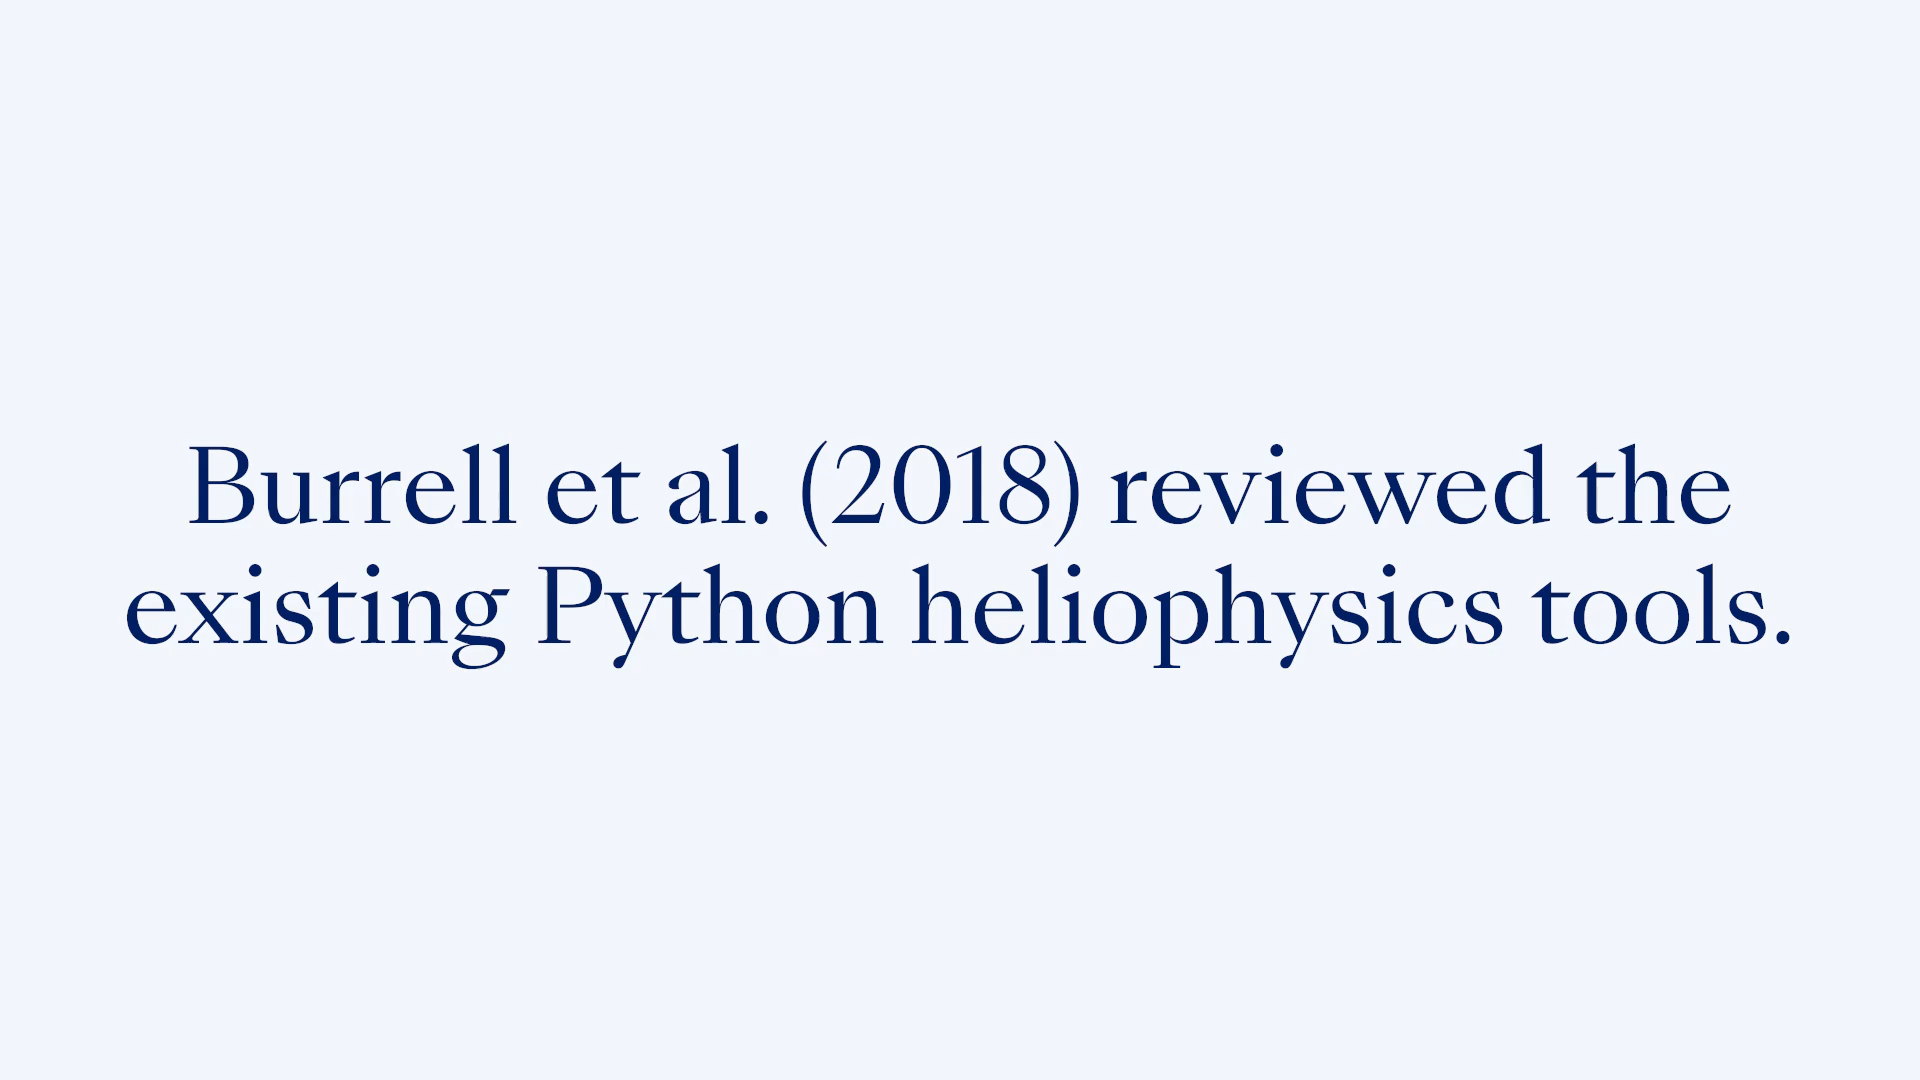 Burrell et al. (2018) reviewed the
existing Python heliophysics tools.